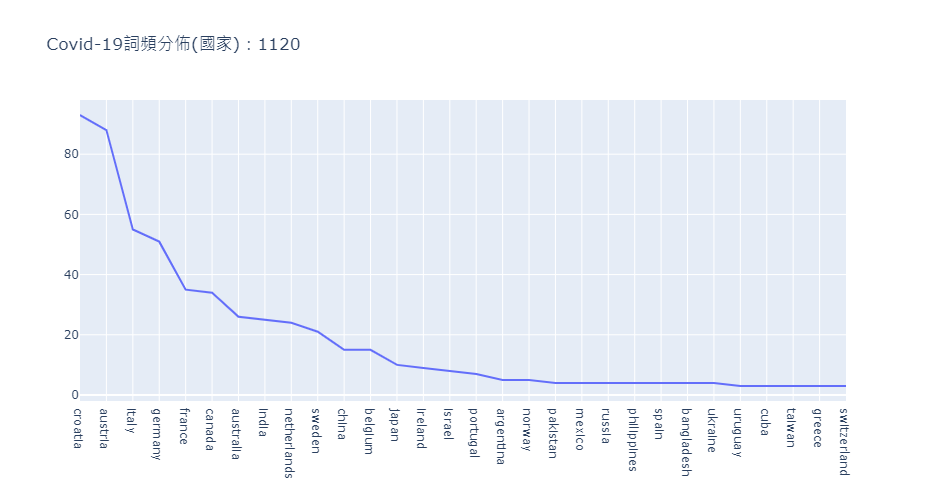 Covid-19詞頻分佈(國家) : 1120
80
60
40
20
0
croatia
austria
italy
germany
france
canada
australia
india
netherlands
sweden
china
belgium
japan
ireland
israel
portugal
argentina
norway
pakistan
mexico
russia
philippines
spain
bangladesh
ukraine
uruguay
cuba
taiwan
greece
switzerland